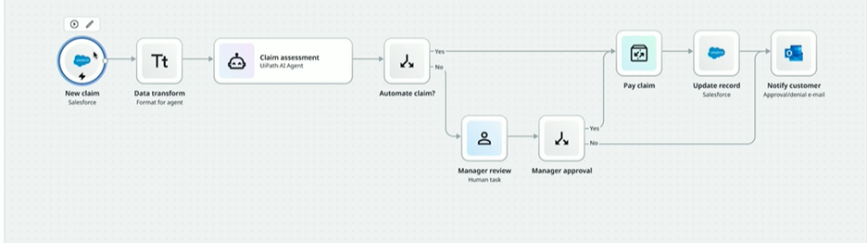 New claim
Salesforce
Tt
Data transform
Format for agent
Claim assessment
UiPath AI Agent
Automate claim?
Yes
No
Pay claim
Update record
Salesforce
Notify customer
Approval/denial e-mail
Manager review
Human task
Manager approval
Yes
No